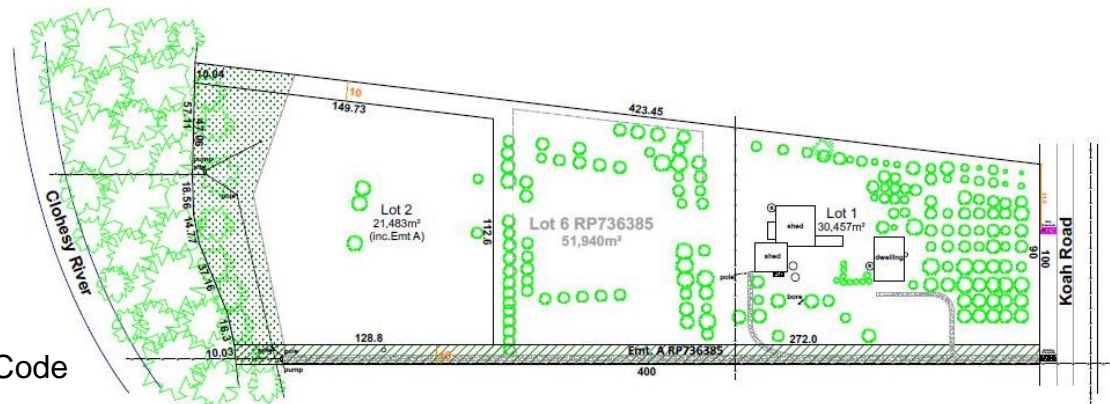 10.04
10
149.73
423.45
57.11
47.06
pump
pole
18.56
14.77
37.16
16.3
10.03
Clohesy River
Lot 2
21,483m²
(inc.Emt A)
112.6
Lot 6 RP736385
51,940m²
Lot 1
30,457m²
shed
shed
dwelling
pole
bore
90
100
Koah Road
128.8
272.0
10
Emt. A RP736385
400
pole
pump
Code